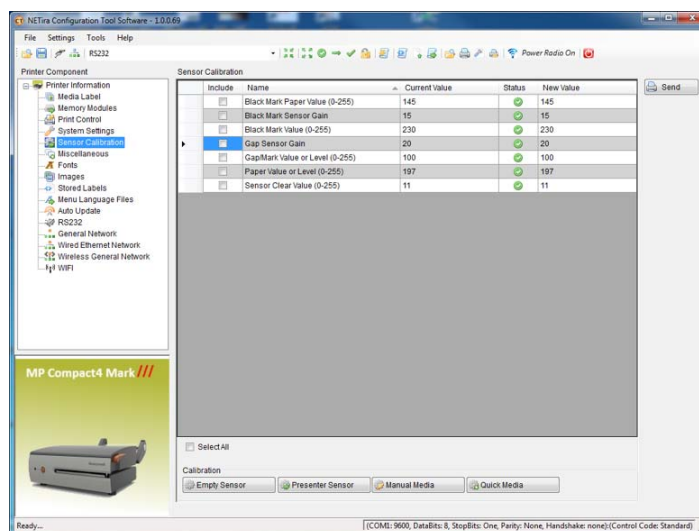 NETira Configuration Tool Software - 1.0.0.69
File Settings Tools Help
RS232 Power Radio On
Printer Component
Printer Information
Media Label
Memory Modules
Print Control
System Settings
Sensor Calibration
Miscellaneous
Fonts
Images
Stored Labels
Menu Language Files
Auto Update
RS232
General Network
Wired Ethernet Network
Wireless General Network
WIFI
Sensor Calibration
Include Name Current Value Status New Value
Black Mark Paper Value (0-255) 145 145
Black Mark Sensor Gain 15 15
Black Mark Value (0-255) 230 230
Gap Sensor Gain 20 20
Gap/Mark Value or Level (0-255) 100 100
Paper Value or Level (0-255) 197 197
Sensor Clear Value (0-255) 11 11
Send
MP Compact4 Mark III
Select All
Calibration
Empty Sensor Presenter Sensor Manual Media Quick Media
Ready...
(COM1: 9600, DataBits: 8, StopBits: One, Parity: None, Handshake: none):(Control Code: Standard)